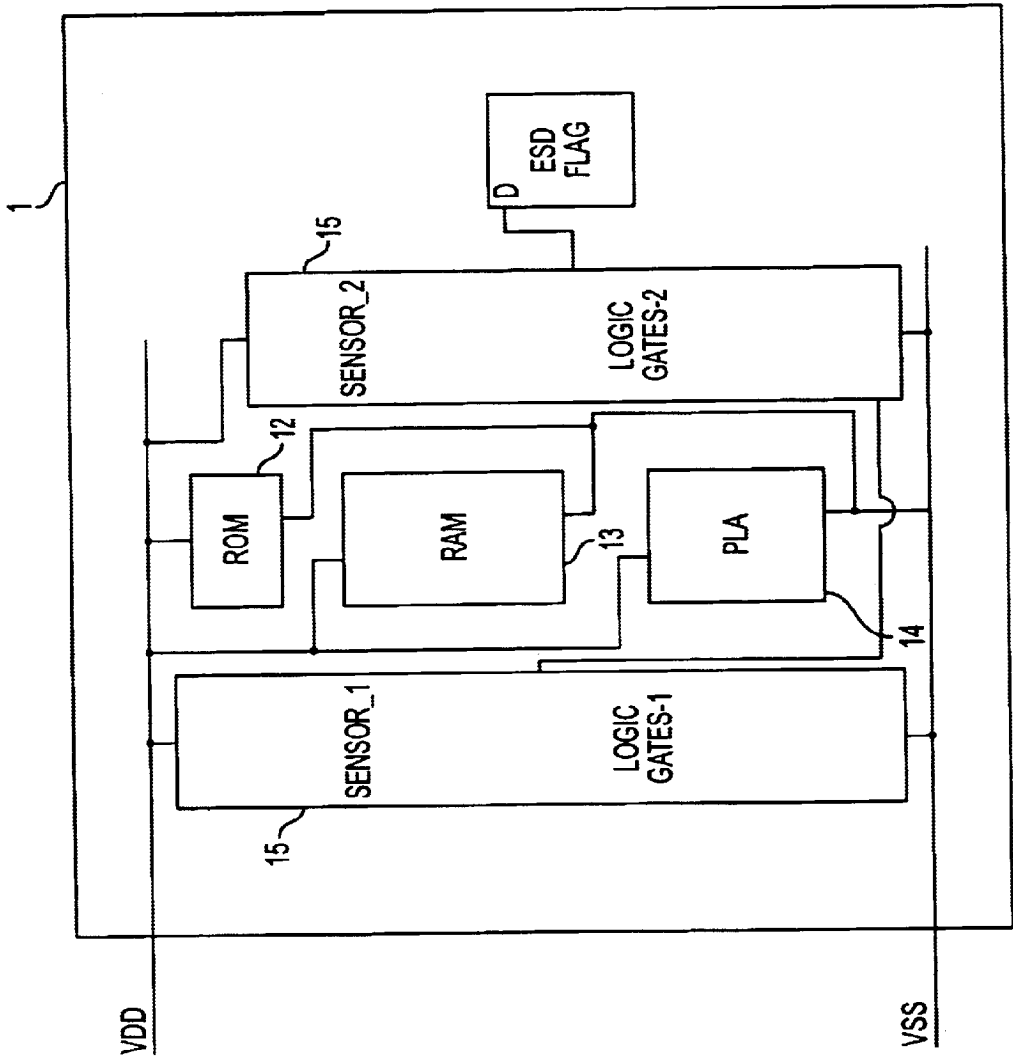 1
VDD
VSS
SENSOR_1
LOGIC
GATES-1
15
ROM
12
RAM
13
PLA
14
SENSOR_2
LOGIC
GATES-2
15
D
ESD
FLAG